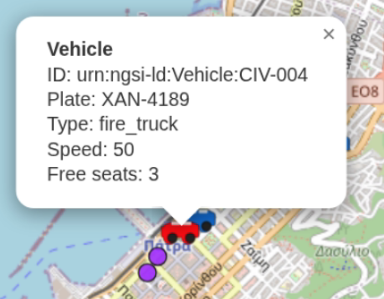 ×
Vehicle
ID: urn:ngsi-ld:Vehicle:CIV-004
Plate: XAN-4189
Type: fire_truck
Speed: 50
Free seats: 3
EO8
Πάτρα
Ζαΐμη
Δασύλιο